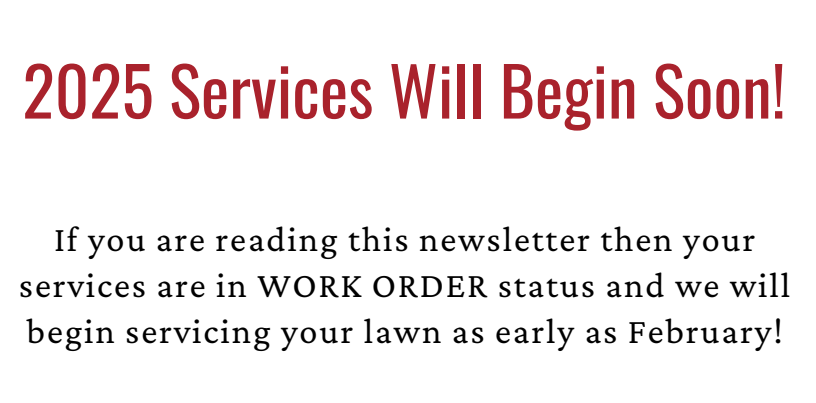 2025 Services Will Begin Soon!
If you are reading this newsletter then your
services are in WORK ORDER status and we will
begin servicing your lawn as early as February!